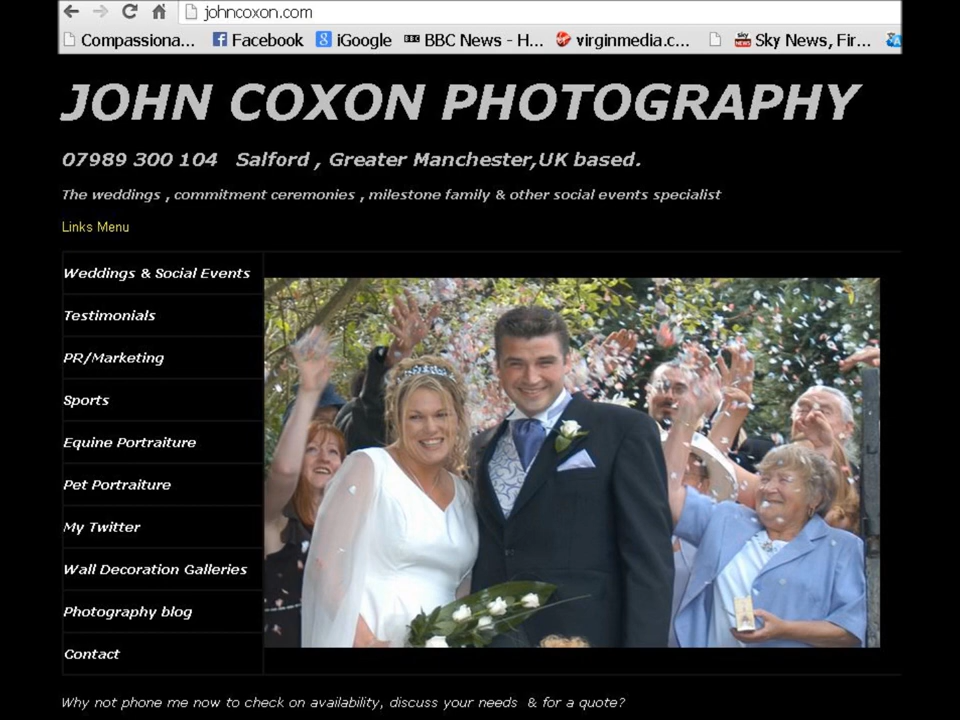 johncoxon.com
Compassiona... Facebook iGoogle BBC News - H... virginmedia.c... Sky News, Fir...
JOHN COXON PHOTOGRAPHY
07989 300 104 Salford , Greater Manchester,UK based.
The weddings , commitment ceremonies , milestone family & other social events specialist
Links Menu
Weddings & Social Events
Testimonials
PR/Marketing
Sports
Equine Portraiture
Pet Portraiture
My Twitter
Wall Decoration Galleries
Photography blog
Contact
Why not phone me now to check on availability, discuss your needs & for a quote?